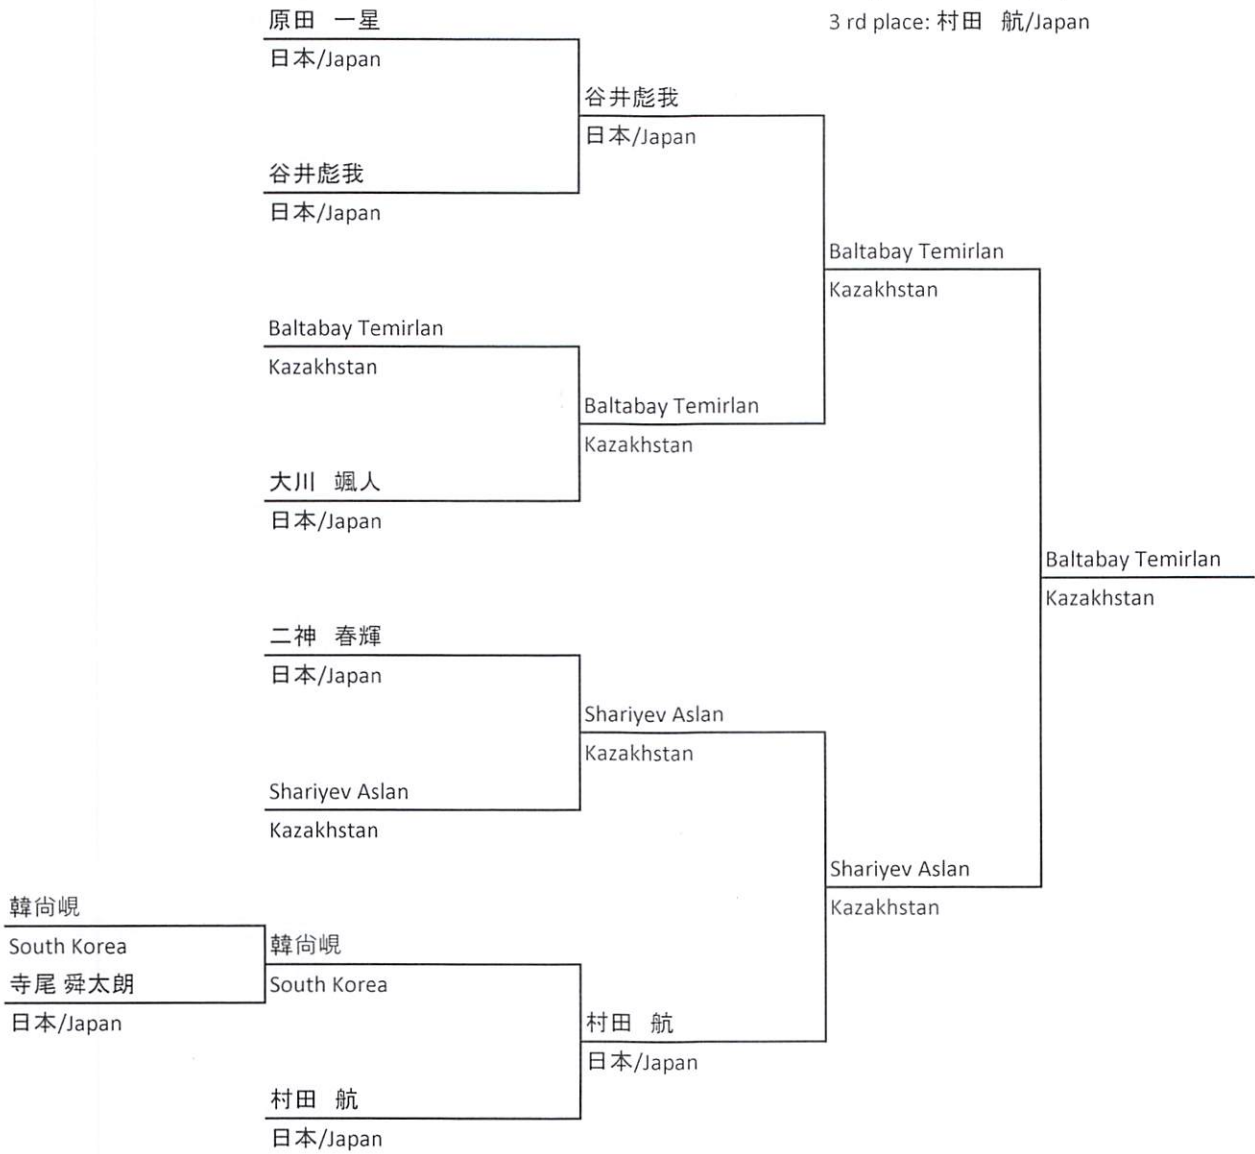 原田　一星
日本/Japan
谷井彪我
日本/Japan
Baltabay Temirlan
Kazakhstan
大川　颯人
日本/Japan
二神　春輝
日本/Japan
Shariyev Aslan
Kazakhstan
韓尙峴
South Korea
寺尾 舜太朗
日本/Japan
韓尙峴
South Korea
村田　航
日本/Japan
谷井彪我
日本/Japan
Baltabay Temirlan
Kazakhstan
Shariyev Aslan
Kazakhstan
村田　航
日本/Japan
3 rd place: 村田　航/Japan
Baltabay Temirlan
Kazakhstan
Shariyev Aslan
Kazakhstan
Baltabay Temirlan
Kazakhstan